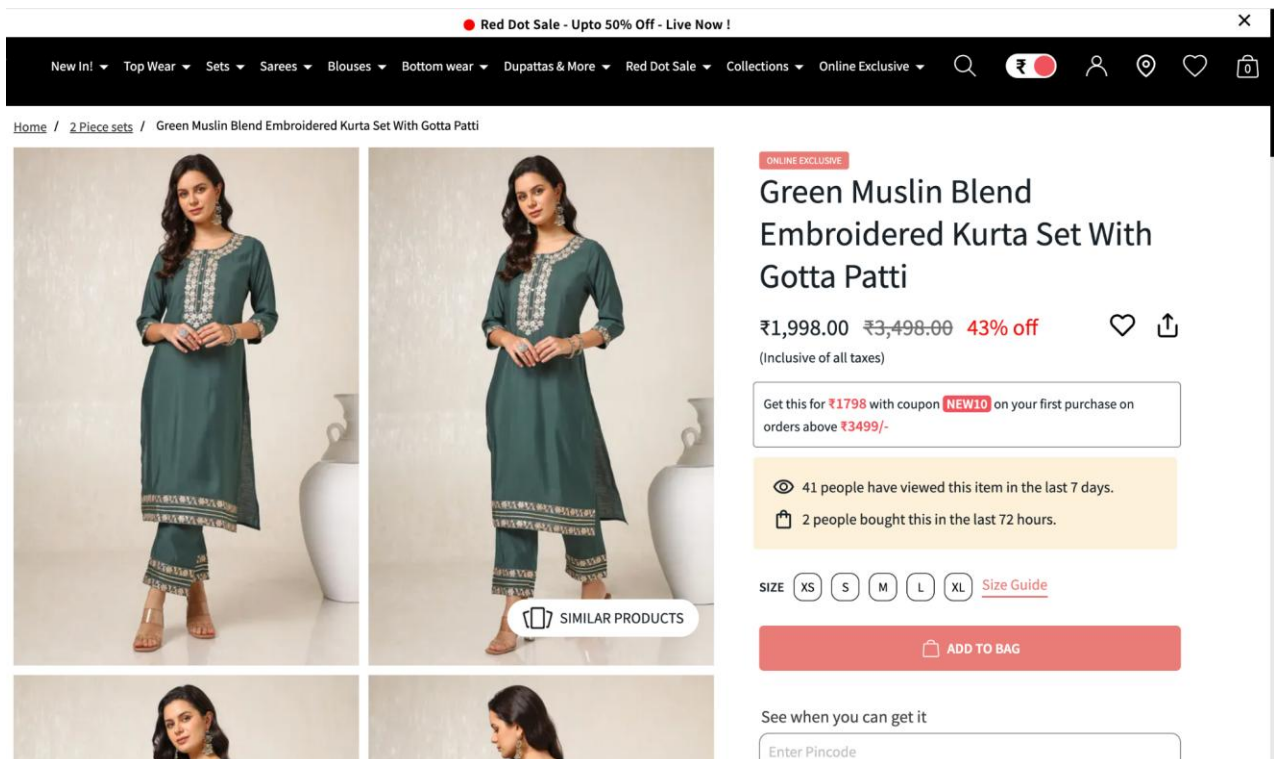 Red Dot Sale - Upto 50% Off - Live Now !
New In! Top Wear Sets Sarees Blouses Bottom wear Dupattas & More Red Dot Sale Collections Online Exclusive ₹ 0
Home / 2 Piece sets / Green Muslin Blend Embroidered Kurta Set With Gotta Patti
ONLINE EXCLUSIVE
Green Muslin Blend
Embroidered Kurta Set With
Gotta Patti
₹1,998.00 ₹3,498.00 43% off
(Inclusive of all taxes)
Get this for ₹1798 with coupon NEW10 on your first purchase on
orders above ₹3499/-
41 people have viewed this item in the last 7 days.
2 people bought this in the last 72 hours.
SIZE XS S M L XL Size Guide
SIMILAR PRODUCTS
ADD TO BAG
See when you can get it
Enter Pincode